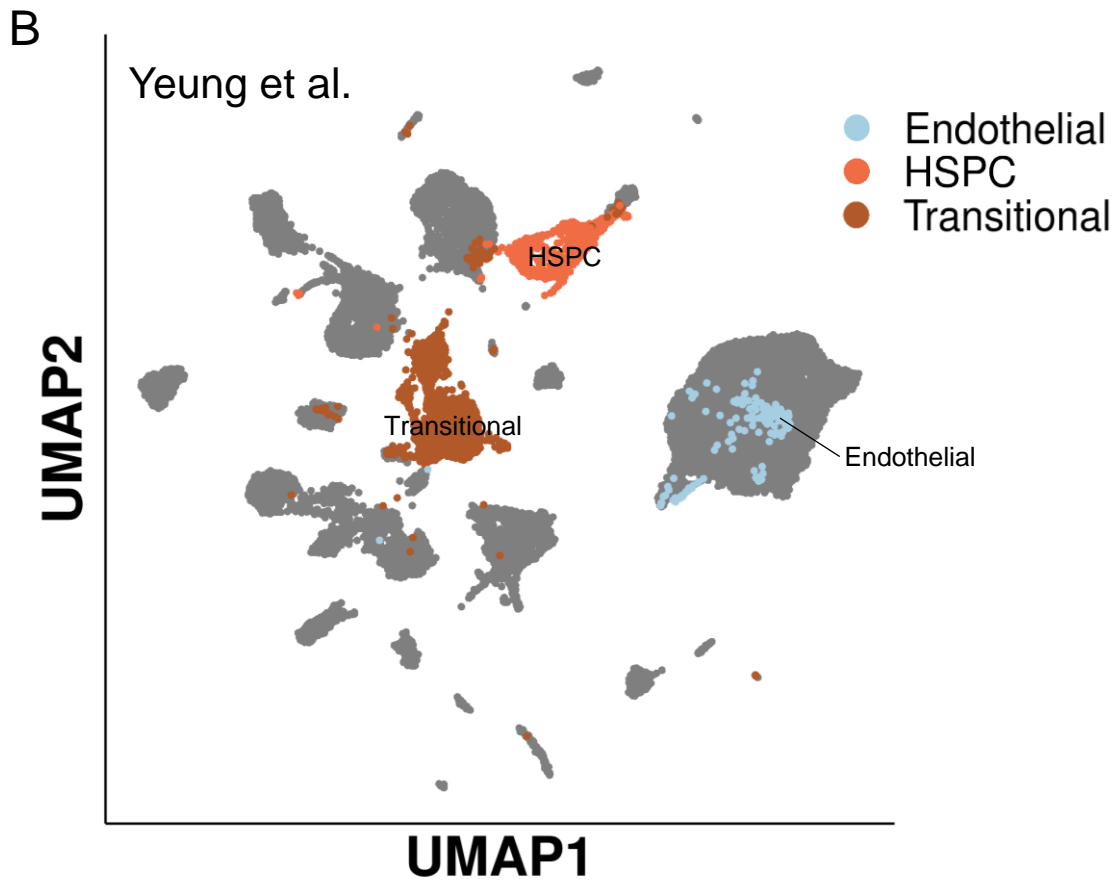 B
Yeung et al.
Endothelial
HSPC
Transitional
HSPC
Transitional
Endothelial
UMAP2
UMAP1